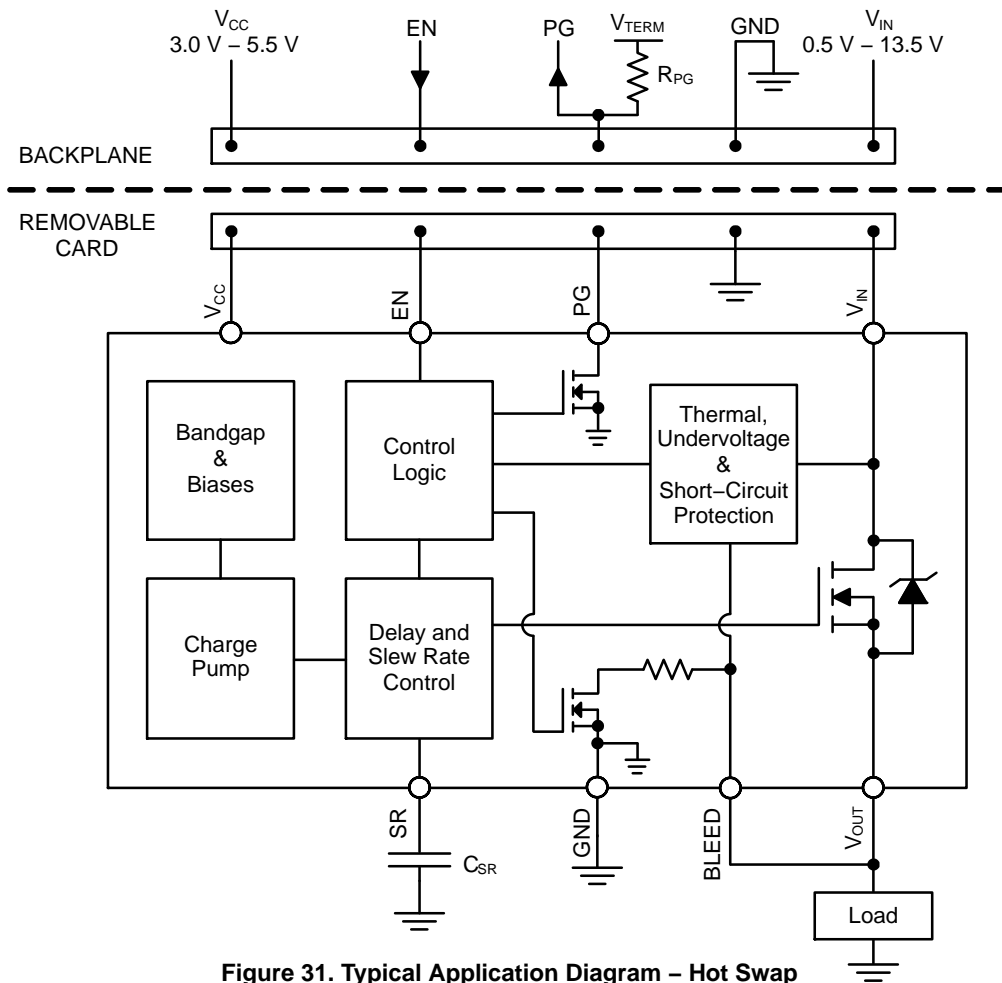 VCC
3.0 V – 5.5 V
EN
PG
VTERM
RPG
GND
VIN
0.5 V – 13.5 V
BACKPLANE
REMOVABLE
CARD
VCC
EN
PG
VIN
Bandgap
&
Biases
Control
Logic
Thermal,
Undervoltage
&
Short−Circuit
Protection
Charge
Pump
Delay and
Slew Rate
Control
SR
GND
BLEED
VOUT
CSR
Load
Figure 31. Typical Application Diagram – Hot Swap